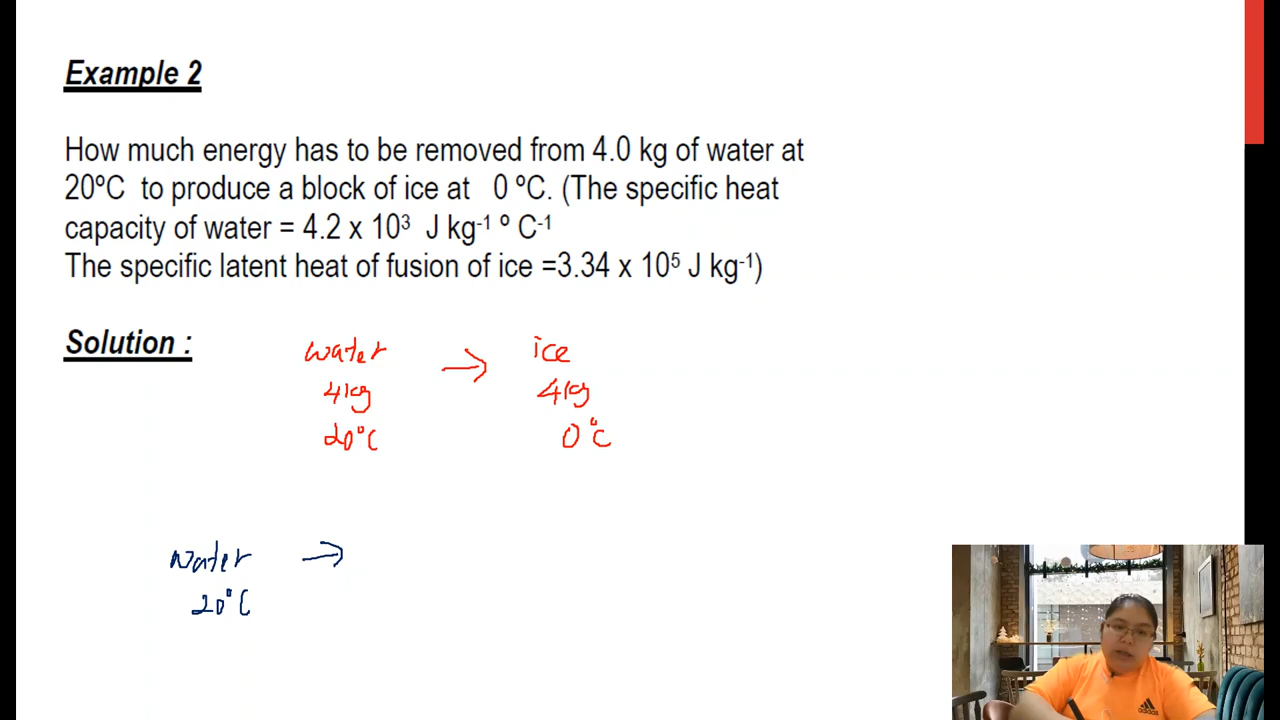 Example 2
How much energy has to be removed from 4.0 kg of water at
20ºC to produce a block of ice at 0 ºC. (The specific heat
capacity of water = 4.2 x 10³ J kg⁻¹ º C⁻¹
The specific latent heat of fusion of ice =3.34 x 10⁵ J kg⁻¹)
Solution :
water → ice
4kg 4kg
20°C 0°C
water →
20°C
adidas